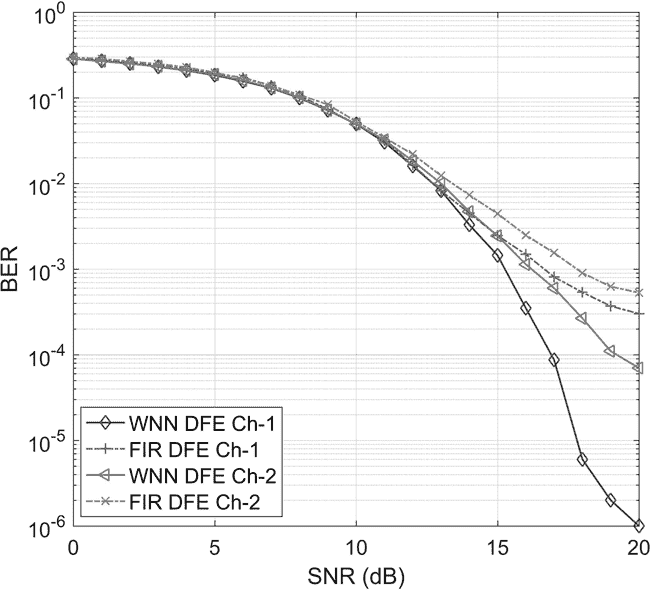 10^0
10^-1
10^-2
10^-3
10^-4
10^-5
10^-6
BER
WNN DFE Ch-1
FIR DFE Ch-1
WNN DFE Ch-2
FIR DFE Ch-2
0 5 10 15 20
SNR (dB)